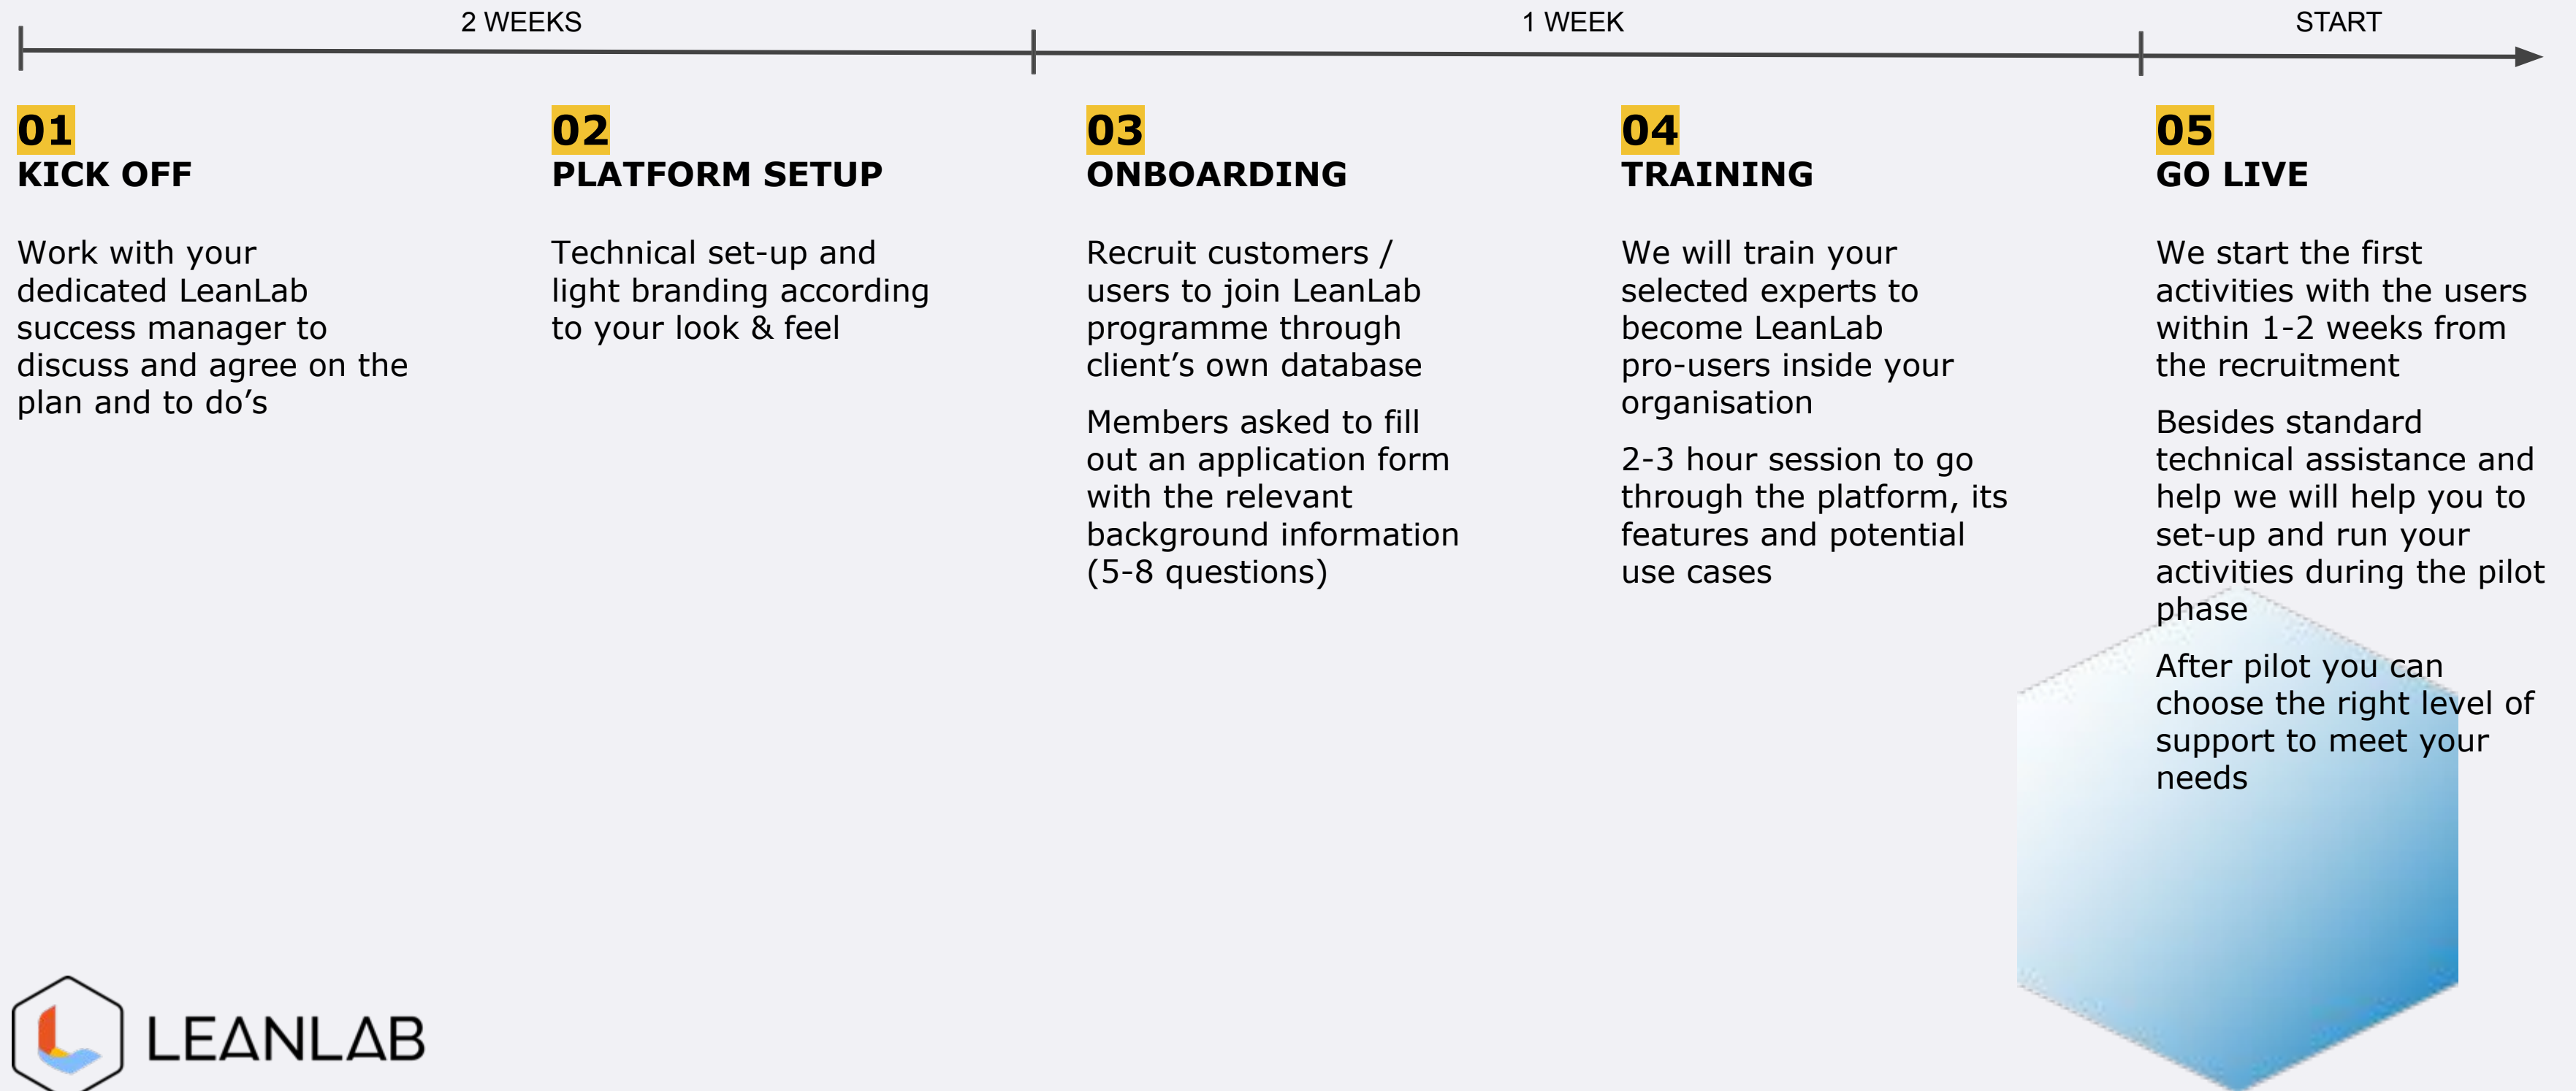 2 WEEKS
1 WEEK
START
01
KICK OFF
Work with your
dedicated LeanLab
success manager to
discuss and agree on the
plan and to do’s
02
PLATFORM SETUP
Technical set-up and
light branding according
to your look & feel
03
ONBOARDING
Recruit customers /
users to join LeanLab
programme through
client’s own database
Members asked to fill
out an application form
with the relevant
background information
(5-8 questions)
04
TRAINING
We will train your
selected experts to
become LeanLab
pro-users inside your
organisation
2-3 hour session to go
through the platform, its
features and potential
use cases
05
GO LIVE
We start the first
activities with the users
within 1-2 weeks from
the recruitment
Besides standard
technical assistance and
help we will help you to
set-up and run your
activities during the pilot
phase
After pilot you can
choose the right level of
support to meet your
needs
LEANLAB